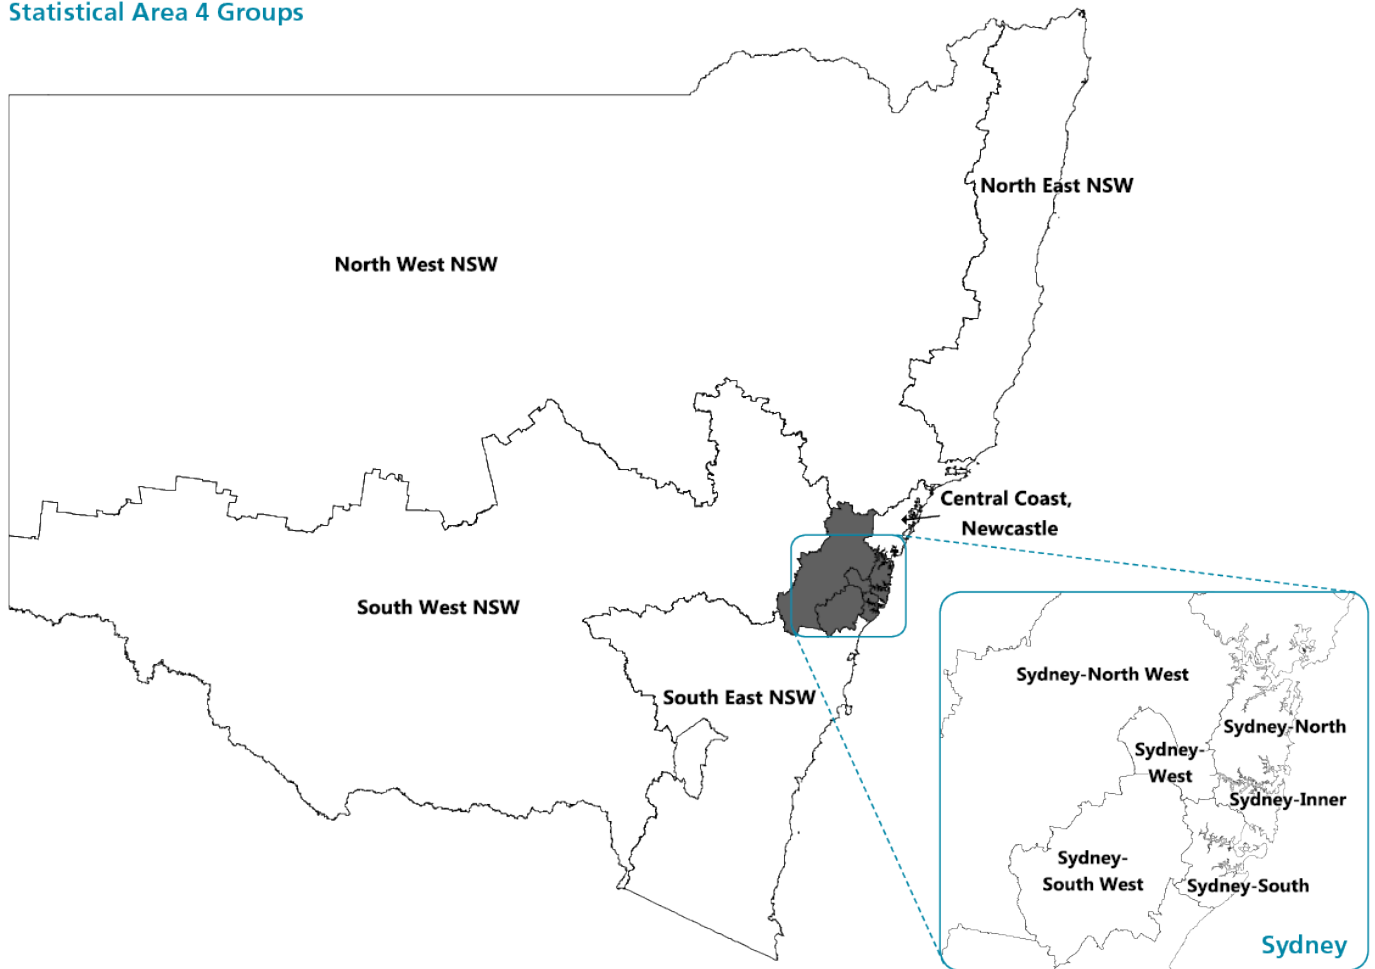 Statistical Area 4 Groups
North East NSW
North West NSW
Central Coast,
Newcastle
South West NSW
South East NSW
Sydney-North West
Sydney-North
Sydney-
West
Sydney-Inner
Sydney-
South West
Sydney-South
Sydney